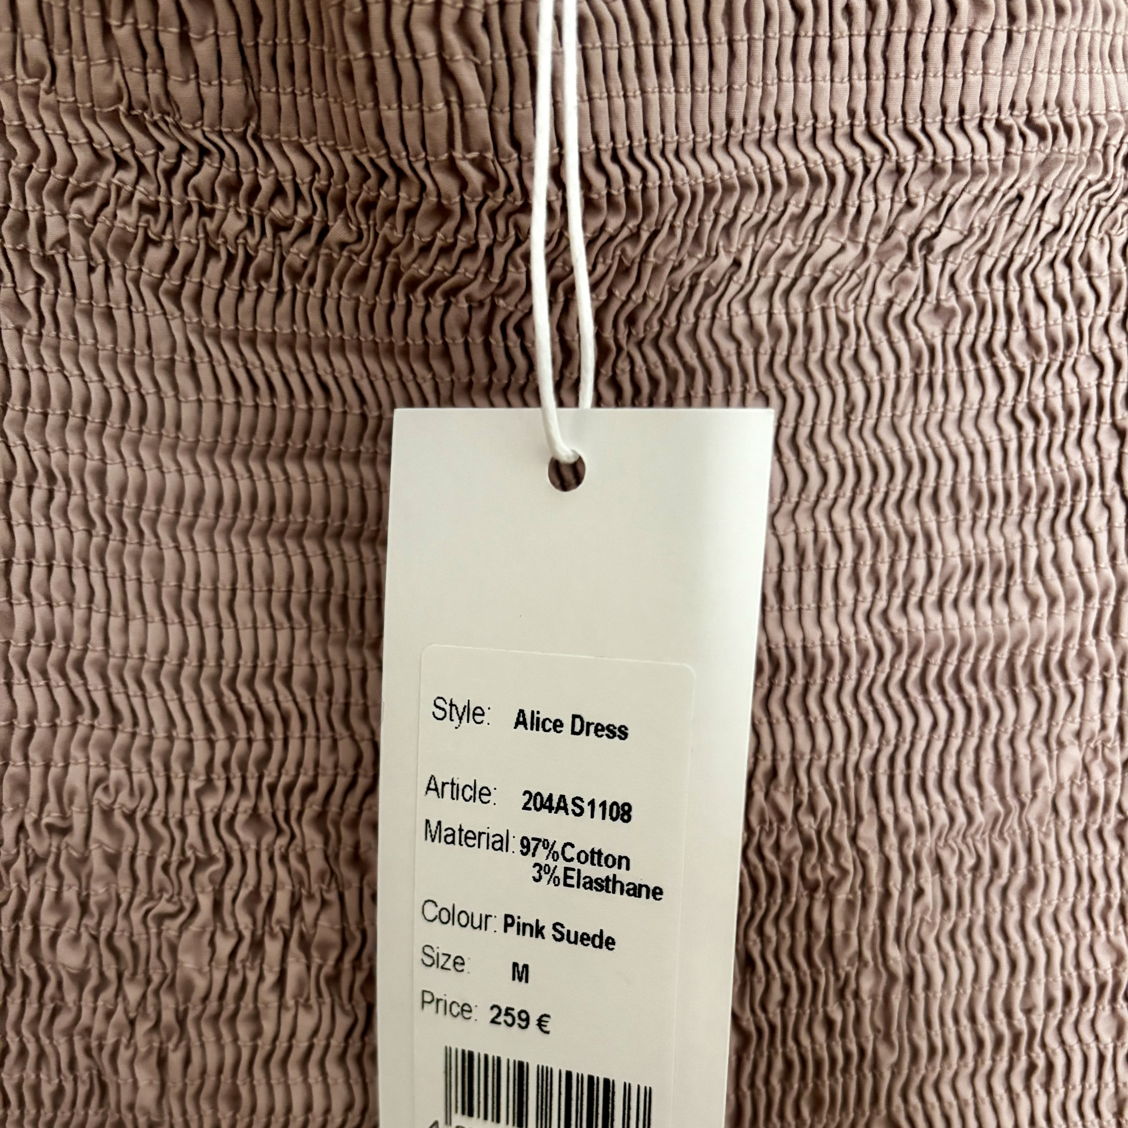 Style: Alice Dress
Article: 204AS1108
Material: 97%Cotton
3%Elasthane
Colour: Pink Suede
Size: M
Price: 259 €